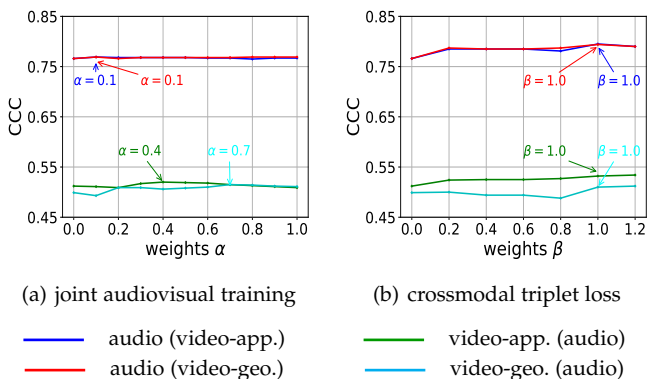 0.85
0.75
0.65
0.55
0.45
CCC
α=0.1
α=0.1
α=0.4
α=0.7
0.0 0.2 0.4 0.6 0.8 1.0
weights α
0.85
0.75
0.65
0.55
0.45
CCC
β=1.0
β=1.0
β=1.0
β=1.0
0.0 0.2 0.4 0.6 0.8 1.0 1.2
weights β
(a) joint audiovisual training
(b) crossmodal triplet loss
audio (video-app.)
video-app. (audio)
audio (video-geo.)
video-geo. (audio)